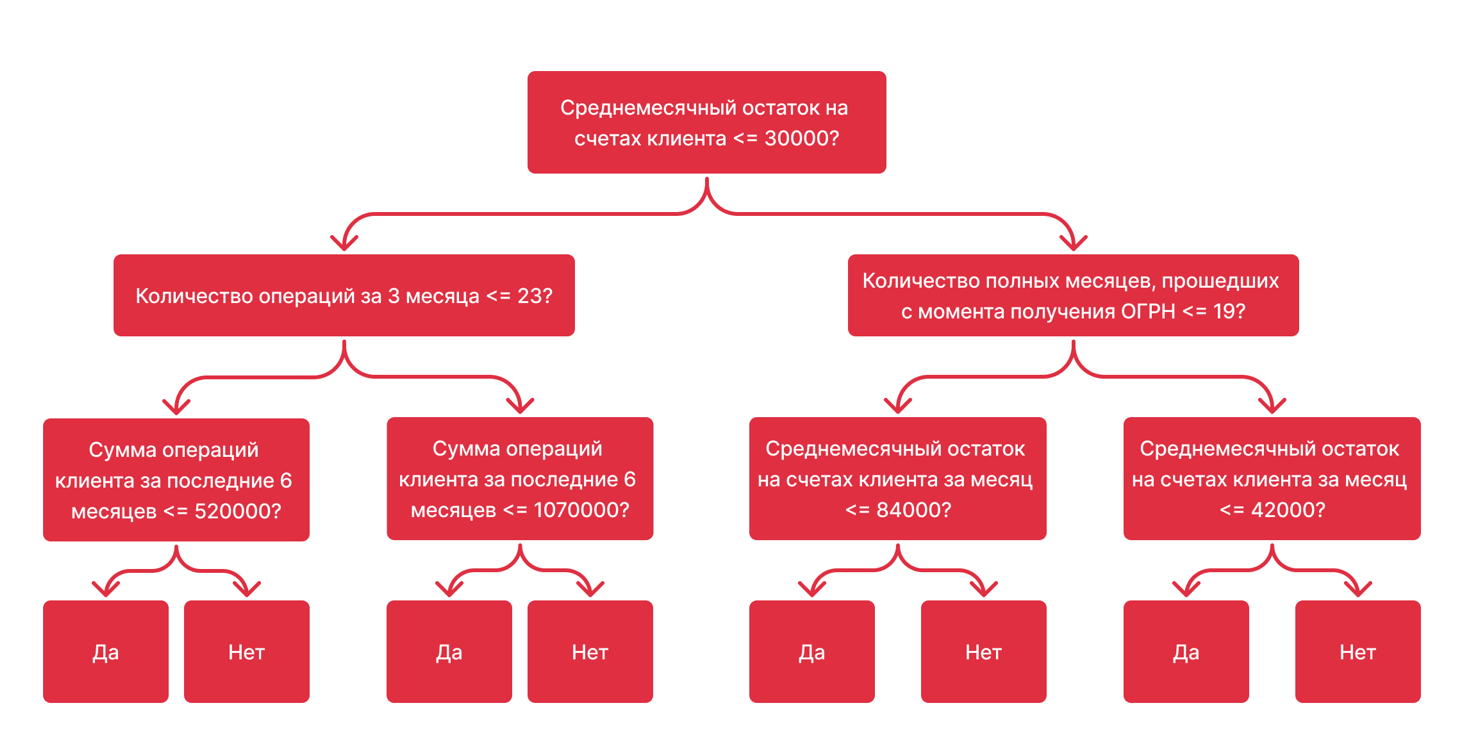 Среднемесячный остаток на
счетах клиента <= 30000?
Количество операций за 3 месяца <= 23?
Количество полных месяцев, прошедших
с момента получения ОГРН <= 19?
Сумма операций
клиента за последние 6
месяцев <= 520000?
Сумма операций
клиента за последние 6
месяцев <= 1070000?
Среднемесячный остаток
на счетах клиента за месяц
<= 84000?
Среднемесячный остаток
на счетах клиента за месяц
<= 42000?
Да
Нет
Да
Нет
Да
Нет
Да
Нет